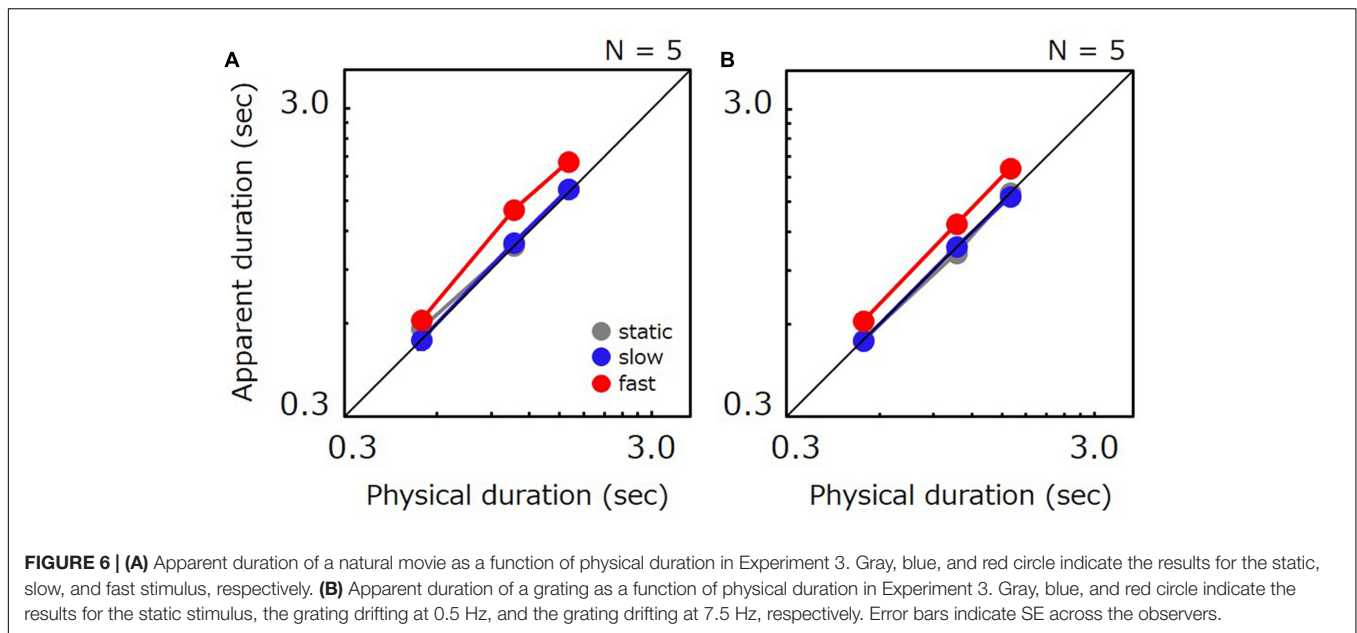 A
N = 5
3.0
0.3
Apparent duration (sec)
static
slow
fast
0.3
3.0
Physical duration (sec)
B
N = 5
3.0
0.3
0.3
3.0
Physical duration (sec)
FIGURE 6 | (A) Apparent duration of a natural movie as a function of physical duration in Experiment 3. Gray, blue, and red circle indicate the results for the static,
slow, and fast stimulus, respectively. (B) Apparent duration of a grating as a function of physical duration in Experiment 3. Gray, blue, and red circle indicate the
results for the static stimulus, the grating drifting at 0.5 Hz, and the grating drifting at 7.5 Hz, respectively. Error bars indicate SE across the observers.